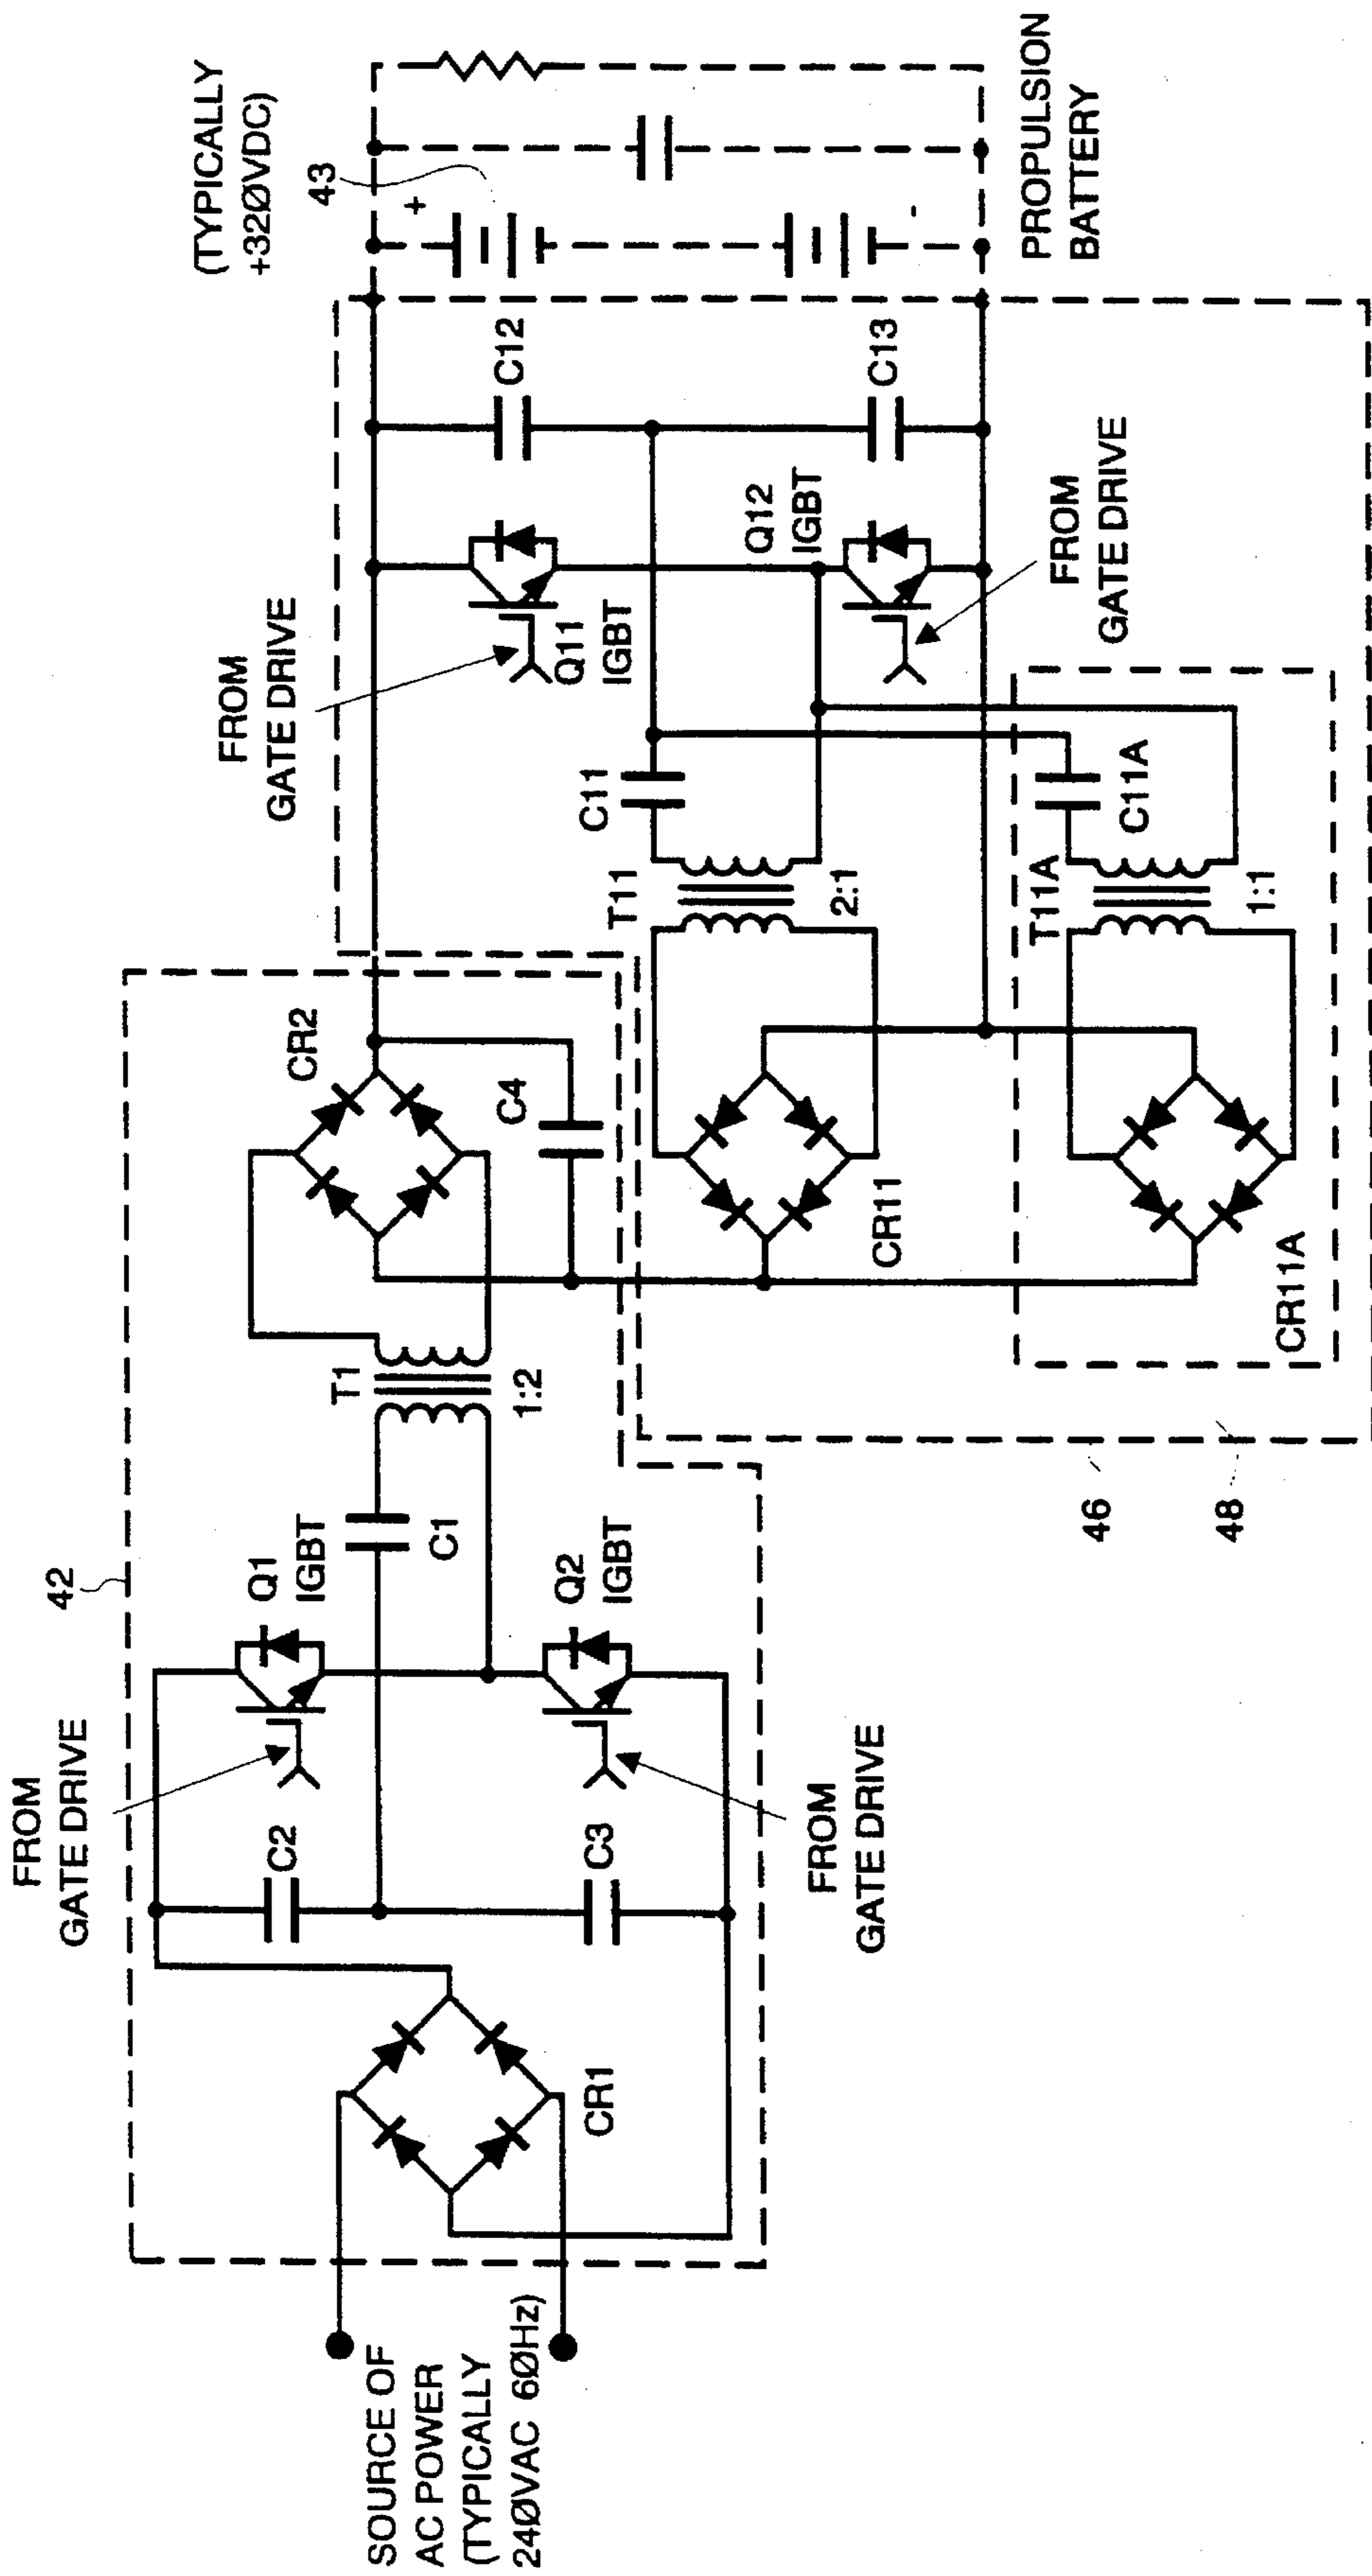 SOURCE OF
AC POWER
(TYPICALLY
24ØVAC 6ØHz)
42
FROM
GATE DRIVE
CR1
C2
C3
FROM
GATE DRIVE
Q1
IGBT
Q2
IGBT
C1
T1
1:2
CR2
C4
46
48
CR11
CR11A
T11
2:1
T11A
1:1
C11
C11A
FROM
GATE DRIVE
Q11
IGBT
Q12
IGBT
FROM
GATE DRIVE
C12
C13
(TYPICALLY
+32ØVDC)
43
+
-
PROPULSION
BATTERY